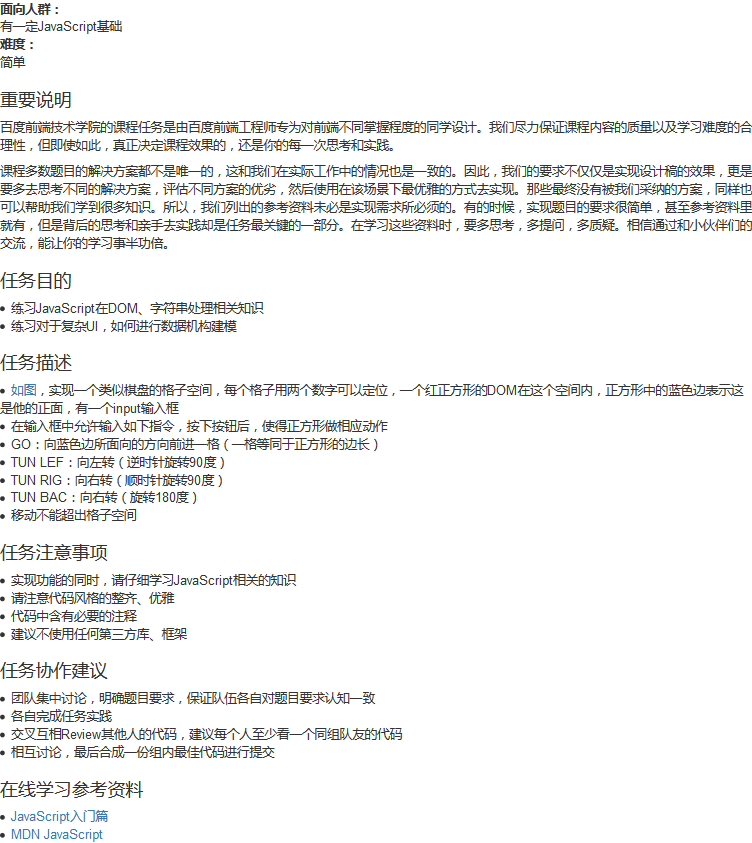 面向人群：
有一定JavaScript基础
难度：
简单
重要说明
百度前端技术学院的课程任务是由百度前端工程师专为对前端不同掌握程度的同学设计。我们尽力保证课程内容的质量以及学习难度的合
理性，但即使如此，真正决定课程效果的，还是你的每一次思考和实践。
课程多数题目的解决方案都不是唯一的，这和我们在实际工作中的情况也是一致的。因此，我们的要求不仅仅是实现设计稿的效果，更是
要多去思考不同的解决方案，评估不同方案的优劣，然后使用在该场景下最优雅的方式去实现。那些最终没有被我们采纳的方案，同样也
可以帮助我们学到很多知识。所以，我们列出的参考资料未必是实现需求所必须的。有的时候，实现题目的要求很简单，甚至参考资料里
就有，但是背后的思考和亲手去实践却是任务最关键的一部分。在学习这些资料时，要多思考，多提问，多质疑。相信通过和小伙伴们的
交流，能让你的学习事半功倍。
任务目的
• 练习JavaScript在DOM、字符串处理相关知识
• 练习对于复杂UI，如何进行数据机构建模
任务描述
• 如图，实现一个类似棋盘的格子空间，每个格子用两个数字可以定位，一个红正方形的DOM在这个空间内，正方形中的蓝色边表示这
是他的正面，有一个input输入框
• 在输入框中允许输入如下指令，按下按钮后，使得正方形做相应动作
• GO：向蓝色边所面向的方向前进一格（一格等同于正方形的边长）
• TUN LEF：向左转（逆时针旋转90度）
• TUN RIG：向右转（顺时针旋转90度）
• TUN BAC：向右转（旋转180度）
• 移动不能超出格子空间
任务注意事项
• 实现功能的同时，请仔细学习JavaScript相关的知识
• 请注意代码风格的整齐、优雅
• 代码中含有必要的注释
• 建议不使用任何第三方库、框架
任务协作建议
• 团队集中讨论，明确题目要求，保证队伍各自对题目要求认知一致
• 各自完成任务实践
• 交叉互相Review其他人的代码，建议每个人至少看一个同组队友的代码
• 相互讨论，最后合成一份组内最佳代码进行提交
在线学习参考资料
• JavaScript入门篇
• MDN JavaScript